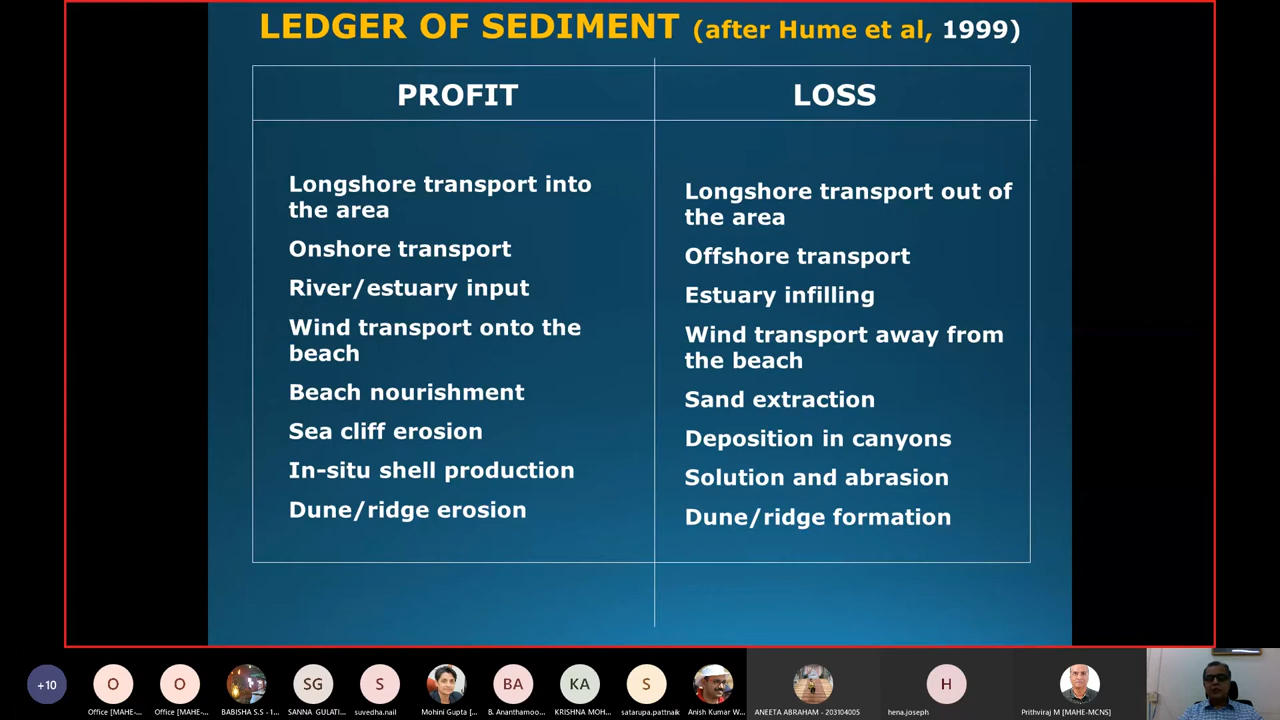 LEDGER OF SEDIMENT (after Hume et al, 1999)
PROFIT
LOSS
Longshore transport into
the area
Onshore transport
River/estuary input
Wind transport onto the
beach
Beach nourishment
Sea cliff erosion
In-situ shell production
Dune/ridge erosion
Longshore transport out of
the area
Offshore transport
Estuary infilling
Wind transport away from
the beach
Sand extraction
Deposition in canyons
Solution and abrasion
Dune/ridge formation
+10
O
O
SG
S
BA
KA
S
H
Office [MAHE-...
Office [MAHE-...
BABISHA S.S - 1...
SANNA GULATI...
suvedha.nail
Mohini Gupta [...
B. Ananthamoo...
KRISHNA MOH...
satarupa.pattnaik
Anish Kumar W...
ANEETA ABRAHAM - 203104005
hena.joseph
Prithviraj M [MAHE-MCNS]